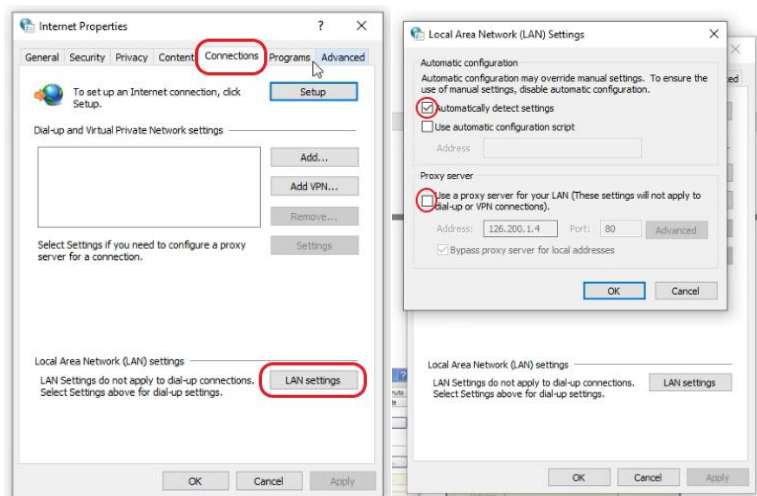 Internet Properties
?
General Security Privacy Content Connections Programs Advanced
To set up an Internet connection, click
Setup.
Setup
Dial-up and Virtual Private Network settings
Add...
Add VPN...
Remove...
Select Settings if you need to configure a proxy
server for a connection.
Settings
Local Area Network (LAN) settings
LAN Settings do not apply to dial-up connections.
Select Settings above for dial-up settings.
LAN settings
OK Cancel Apply
Local Area Network (LAN) Settings
Automatic configuration
Automatic configuration may override manual settings. To ensure the
use of manual settings, disable automatic configuration.
Automatically detect settings
Use automatic configuration script
Address
Proxy server
Use a proxy server for your LAN (These settings will not apply to
dial-up or VPN connections).
Address: 126.200.1.4 Port: 80 Advanced
Bypass proxy server for local addresses
OK Cancel
Local Area Network (LAN) settings
LAN Settings do not apply to dial-up connections.
Select Settings above for dial-up settings.
LAN settings
OK Cancel Apply